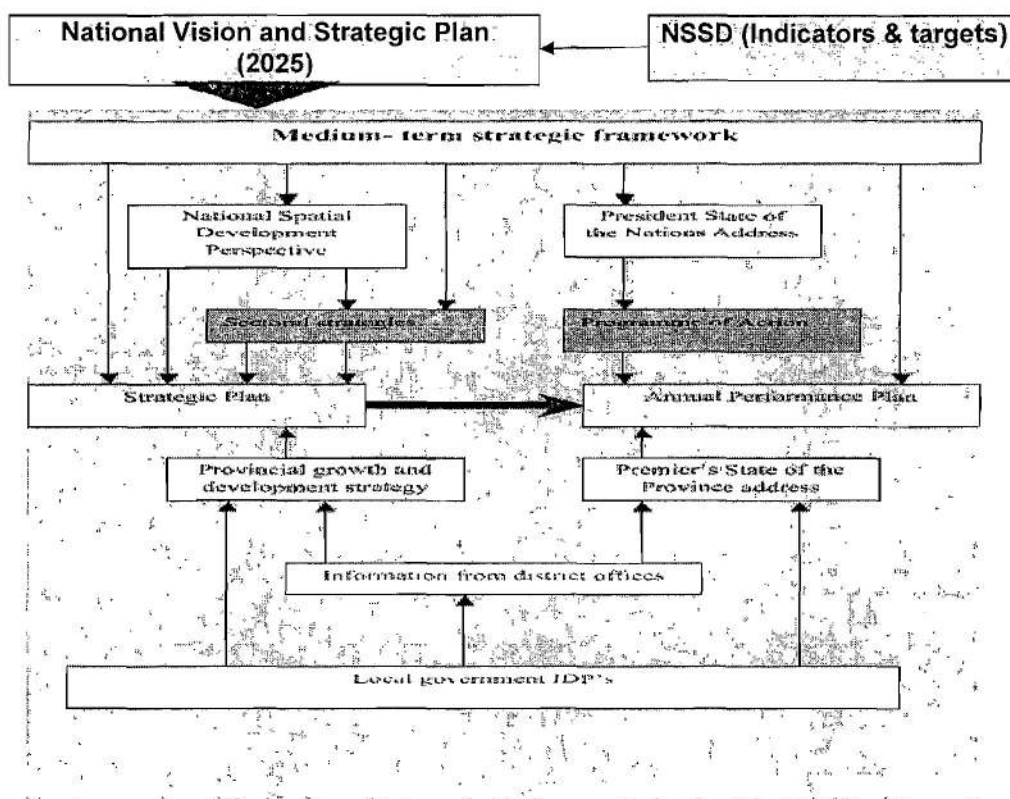 National Vision and Strategic Plan
(2025)
NSSD (Indicators & targets)
Medium- term strategic framework
National Spatial
Development
Perspective
President State of
the Nations Address
Sectoral strategies
Programme of Action
Strategic Plan
Annual Performance Plan
Provincial growth and
development strategy
Premier's State of the
Province address
Information from district offices
Local government IDP's